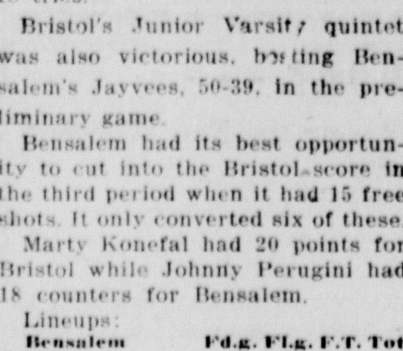 Bristol's Junior Varsity quintet
was also victorious, besting Ben-
salem's Jayvees, 50-39, in the pre-
liminary game.
Bensalem had its best opportun-
ity to cut into the Bristol score in
the third period when it had 15 free
shots. It only converted six of these.
Marty Konefal had 20 points for
Bristol while Johnny Perugini had
18 counters for Bensalem.
Lineups:
Bensalem Fd.g. Fl.g. F.T. Tot